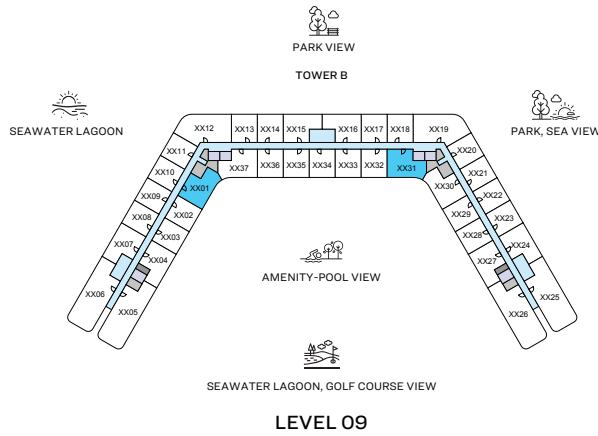 PARK VIEW
TOWER B
SEAWATER LAGOON
PARK, SEA VIEW
XX12
XX13
XX14
XX15
XX16
XX17
XX18
XX19
XX11
XX20
XX10
XX37
XX36
XX35
XX34
XX33
XX32
XX31
XX21
XX09
XX01
XX30
XX22
XX08
XX02
XX29
XX23
XX07
XX03
XX28
XX24
XX06
XX04
XX27
XX25
XX05
XX26
AMENITY-POOL VIEW
SEAWATER LAGOON, GOLF COURSE VIEW
LEVEL 09